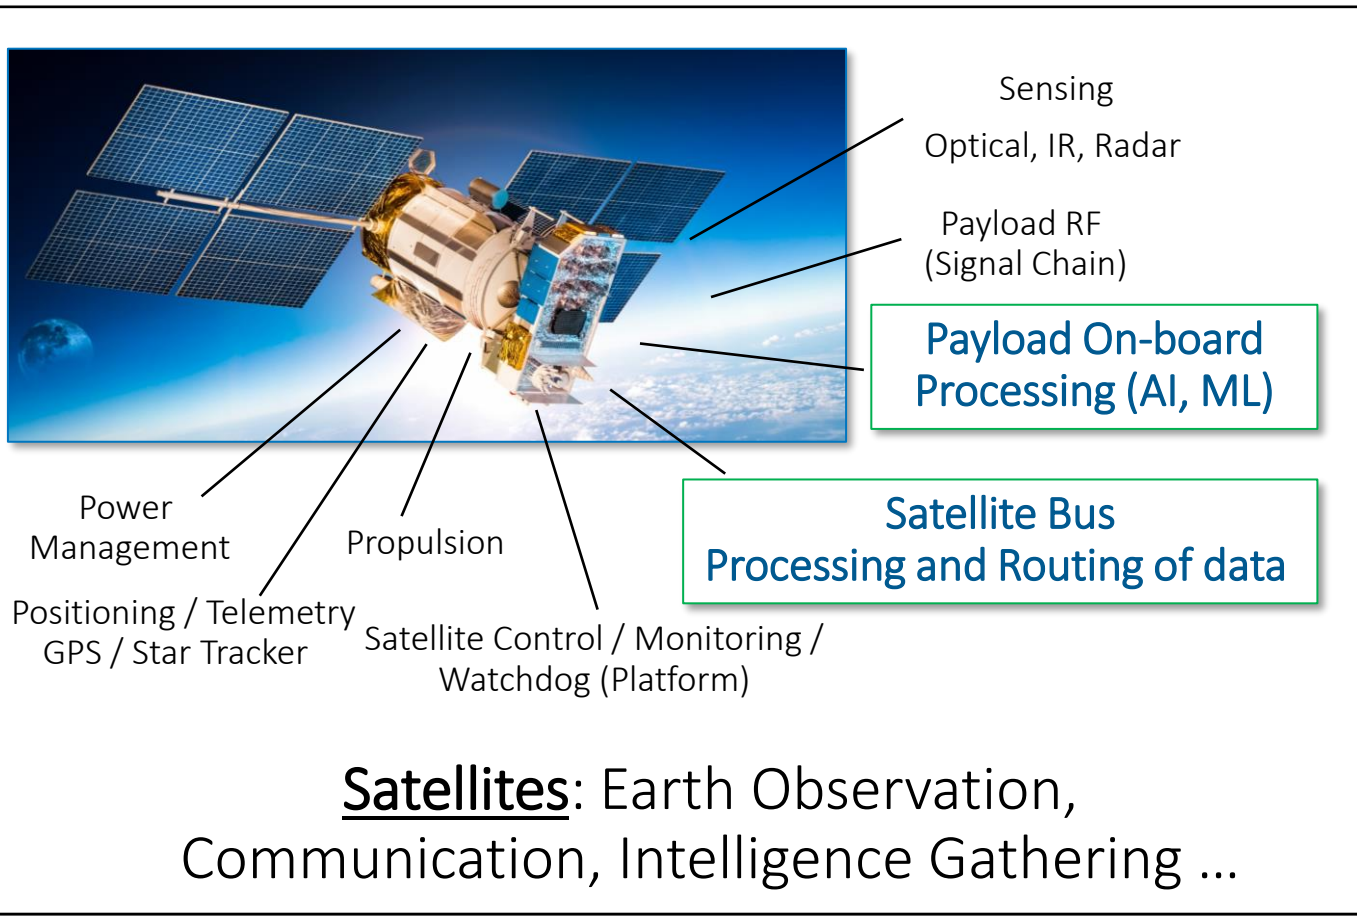 Sensing
Optical, IR, Radar
Payload RF
(Signal Chain)
Payload On-board
Processing (AI, ML)
Satellite Bus
Processing and Routing of data
Power
Management
Propulsion
Positioning / Telemetry
GPS / Star Tracker
Satellite Control / Monitoring /
Watchdog (Platform)
Satellites: Earth Observation,
Communication, Intelligence Gathering ...